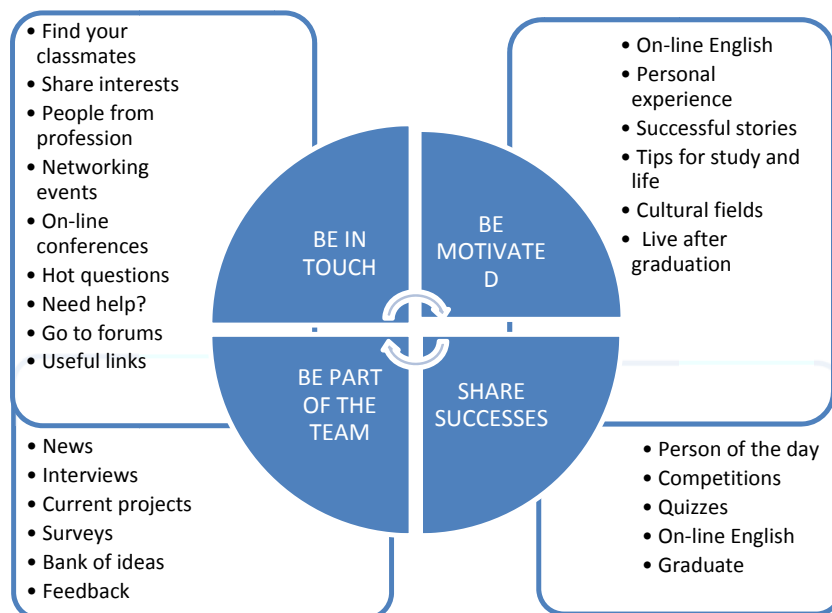 • Find your
classmates
• Share interests
• People from
profession
• Networking
events
• On-line
conferences
• Hot questions
• Need help?
• Go to forums
• Useful links
• On-line English
• Personal
experience
• Successful stories
• Tips for study and
life
• Cultural fields
• Live after
graduation
BE IN
TOUCH
BE
MOTIVATE
D
BE PART
OF THE
TEAM
SHARE
SUCCESSES
• News
• Interviews
• Current projects
• Surveys
• Bank of ideas
• Feedback
• Person of the day
• Competitions
• Quizzes
• On-line English
• Graduate